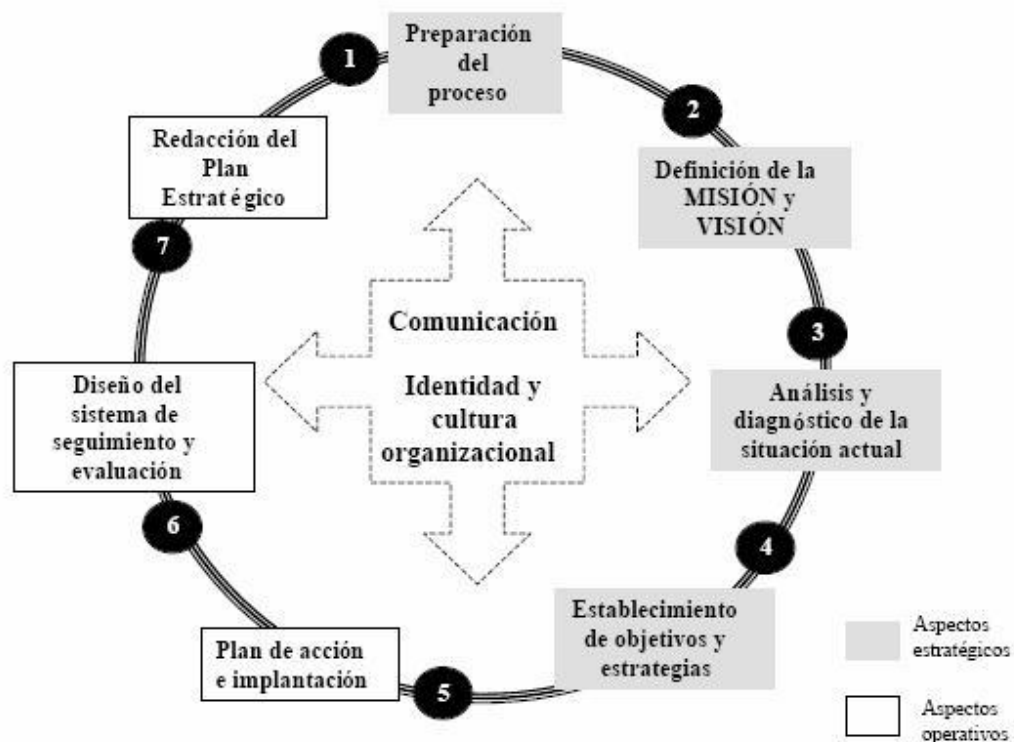 1
Preparación
del
proceso
2
Definición de la
MISIÓN y
VISIÓN
3
Análisis y
diagnóstico de la
situación actual
4
Establecimiento
de objetivos y
estrategias
5
Plan de acción
e implantación
6
Diseño del
sistema de
seguimiento y
evaluación
7
Redacción del
Plan
Estratégico
Comunicación
Identidad y
cultura
organizacional
Aspectos
estratégicos
Aspectos
operativos